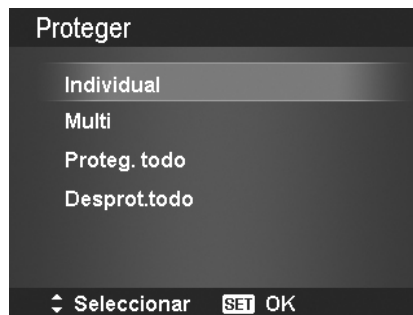 Proteger
Individual
Multi
Proteg. todo
Desprot.todo
Seleccionar SET OK